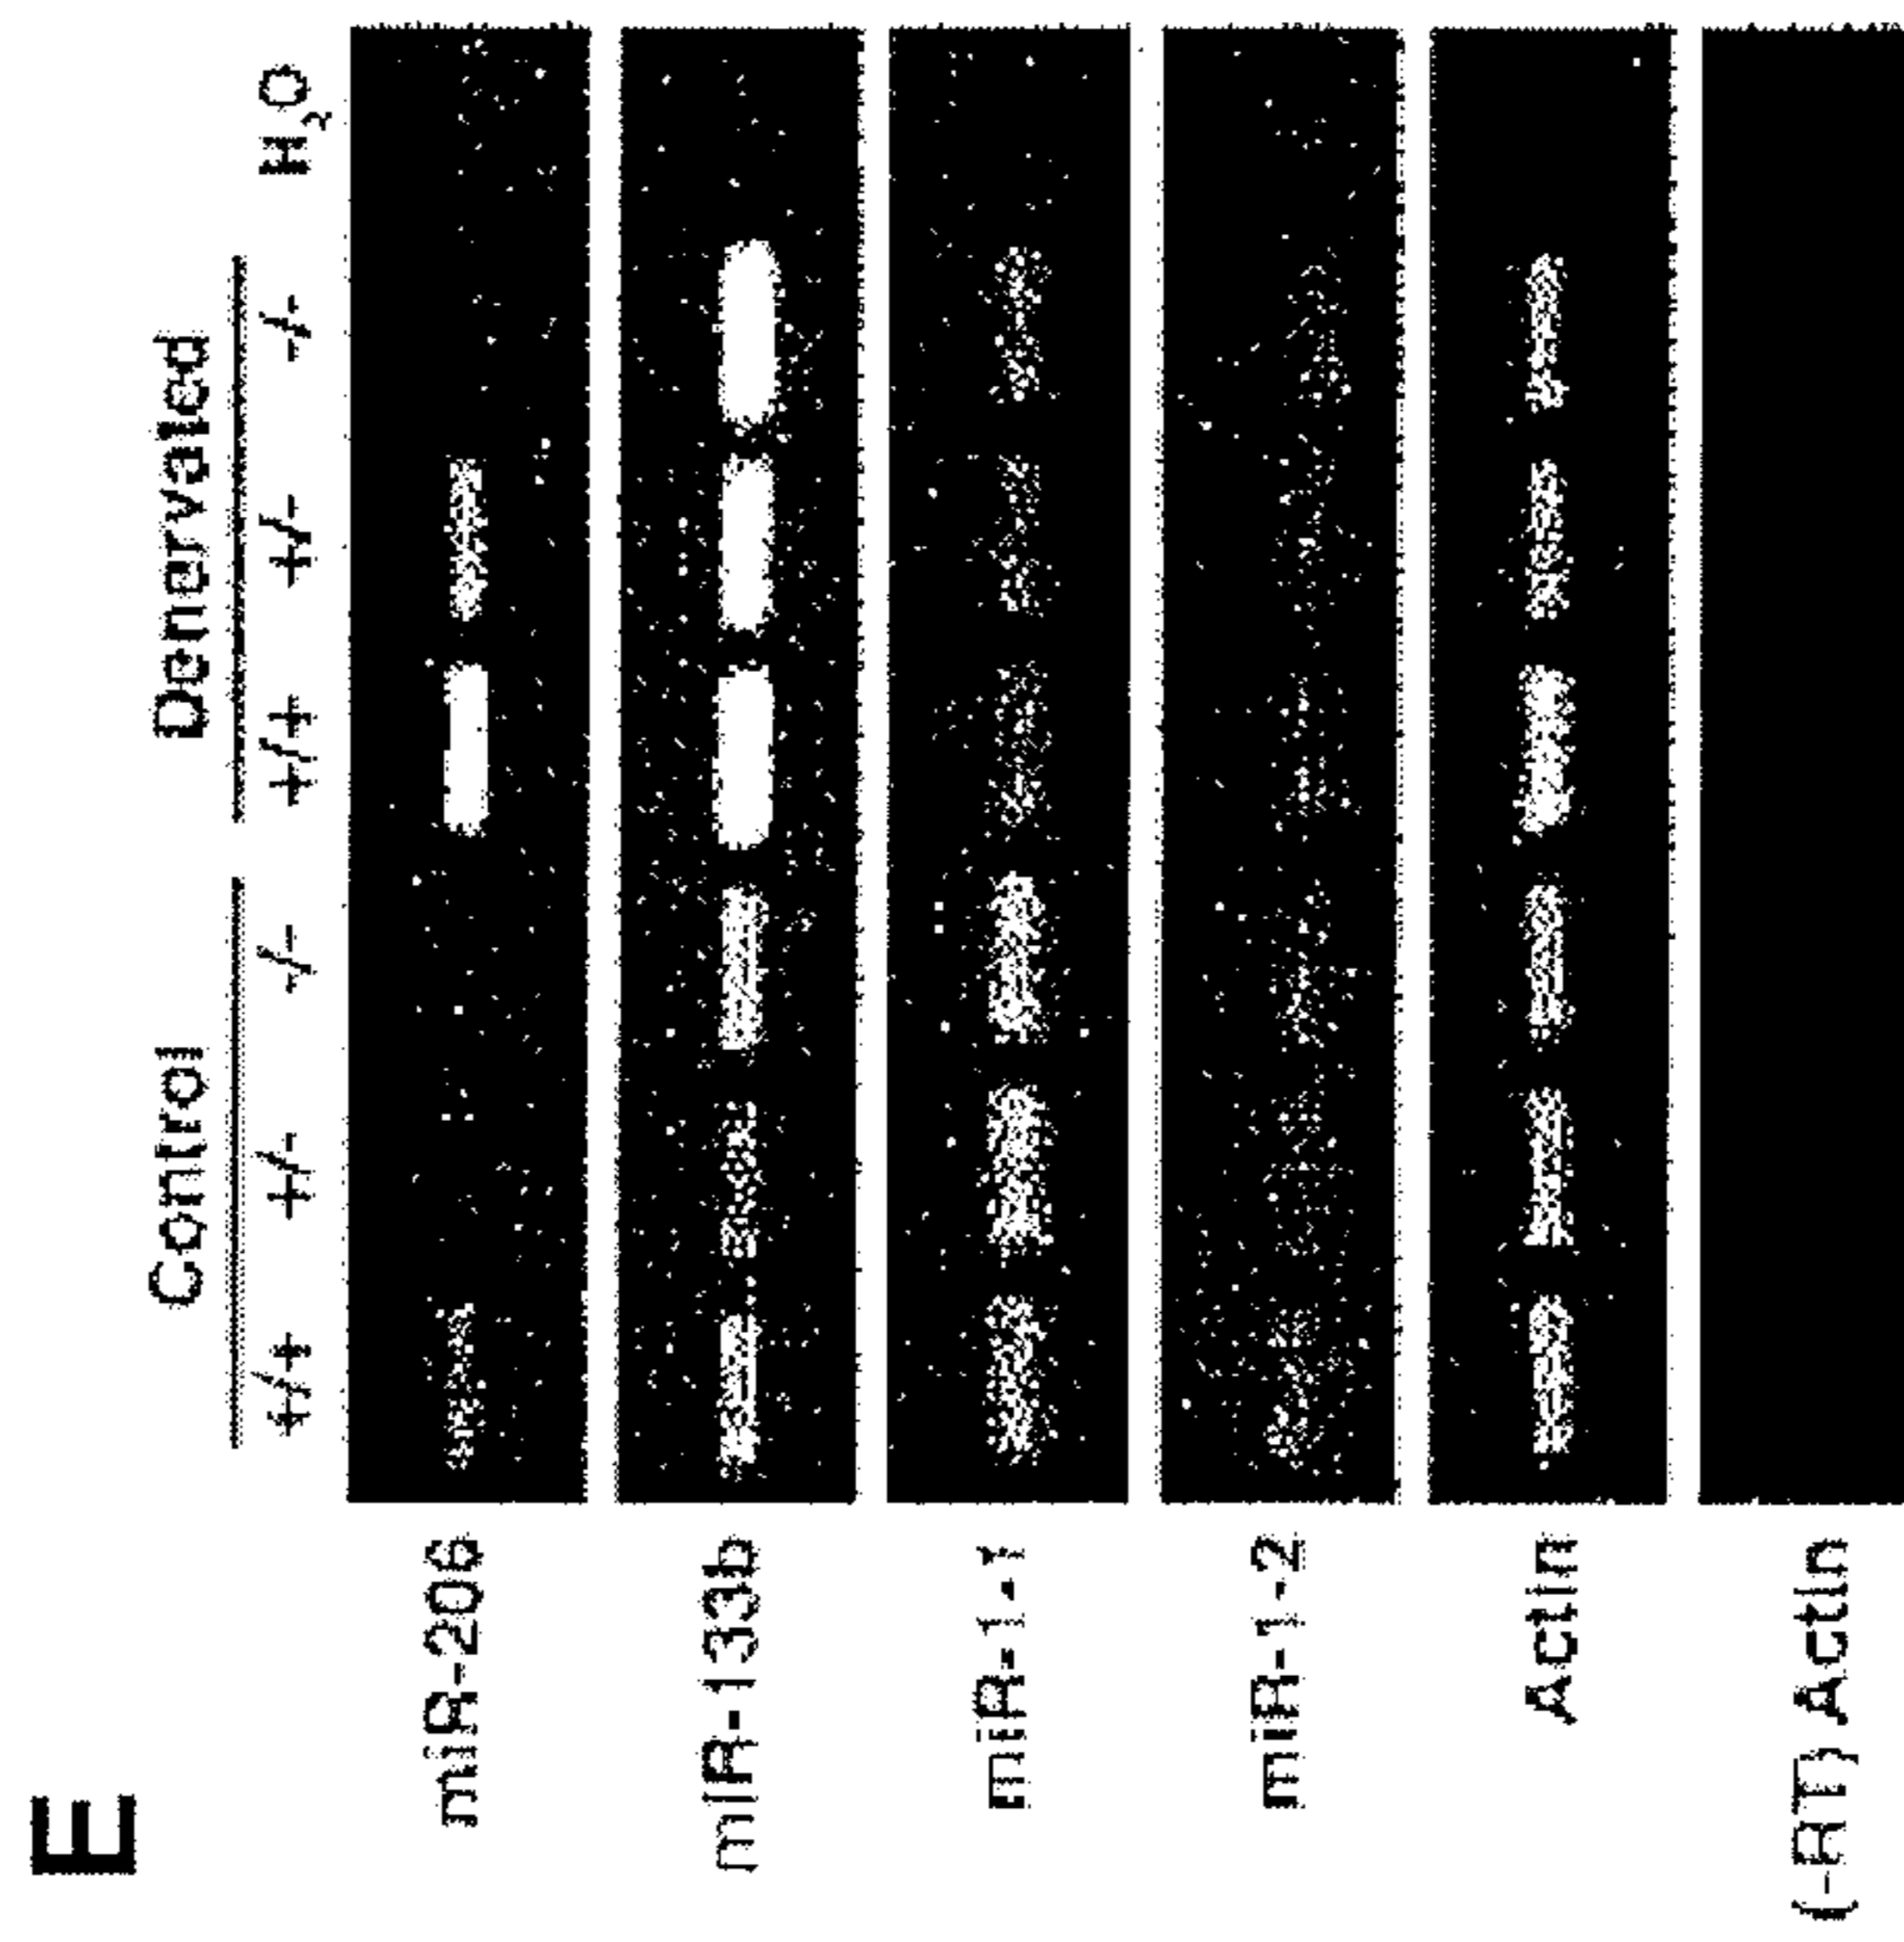 E
Control Denervated
+/+ +/- -/- +/+ +/- -/- H₂O
miR-206
miR-133b
miR-1-1
miR-1-2
Actin
(-RT) Actin